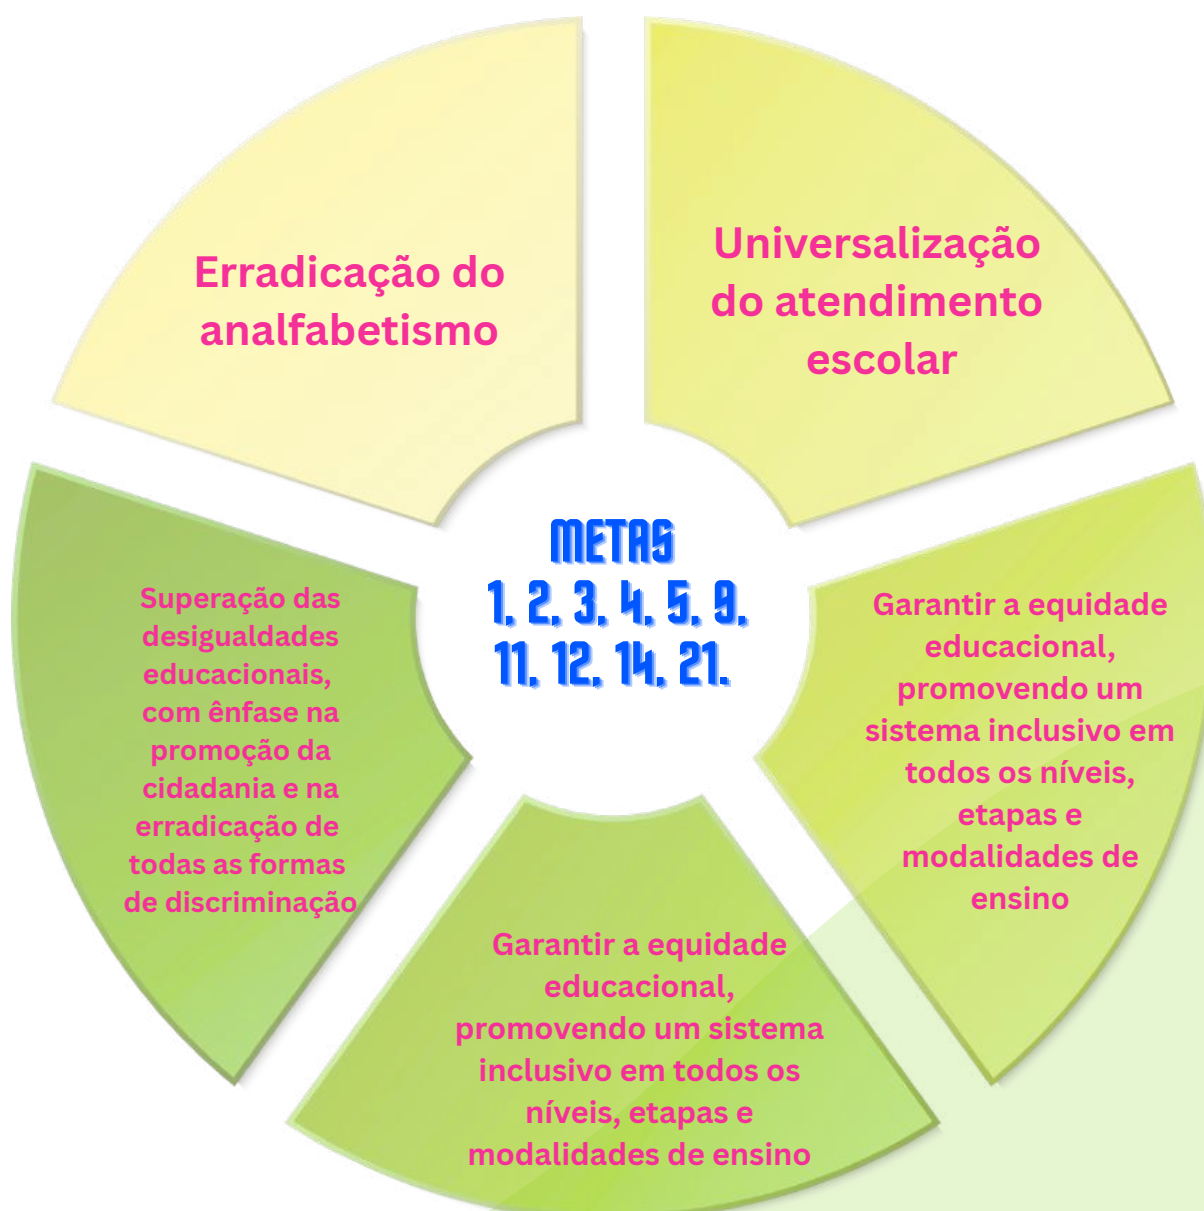 Erradicação do
analfabetismo
Universalização
do atendimento
escolar
METAS
1, 2, 3, 4, 5, 9,
11, 12, 14, 21.
Superação das
desigualdades
educacionais,
com ênfase na
promoção da
cidadania e na
erradicação de
todas as formas
de discriminação
Garantir a equidade
educacional,
promovendo um
sistema inclusivo em
todos os níveis,
etapas e
modalidades de
ensino
Garantir a equidade
educacional,
promovendo um sistema
inclusivo em todos os
níveis, etapas e
modalidades de ensino